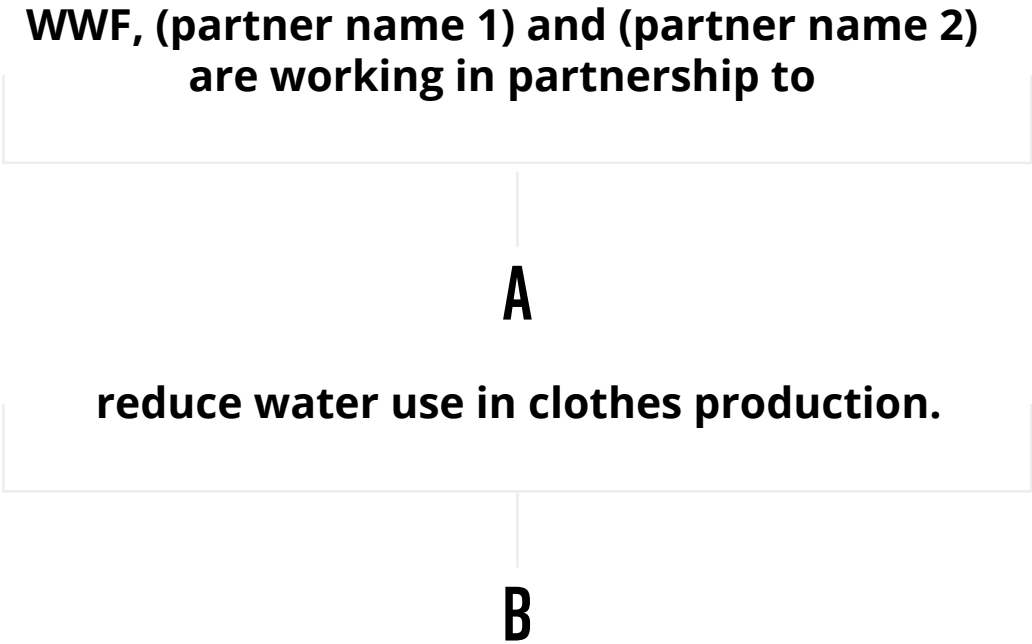 WWF, (partner name 1) and (partner name 2)
are working in partnership to
A
reduce water use in clothes production.
B